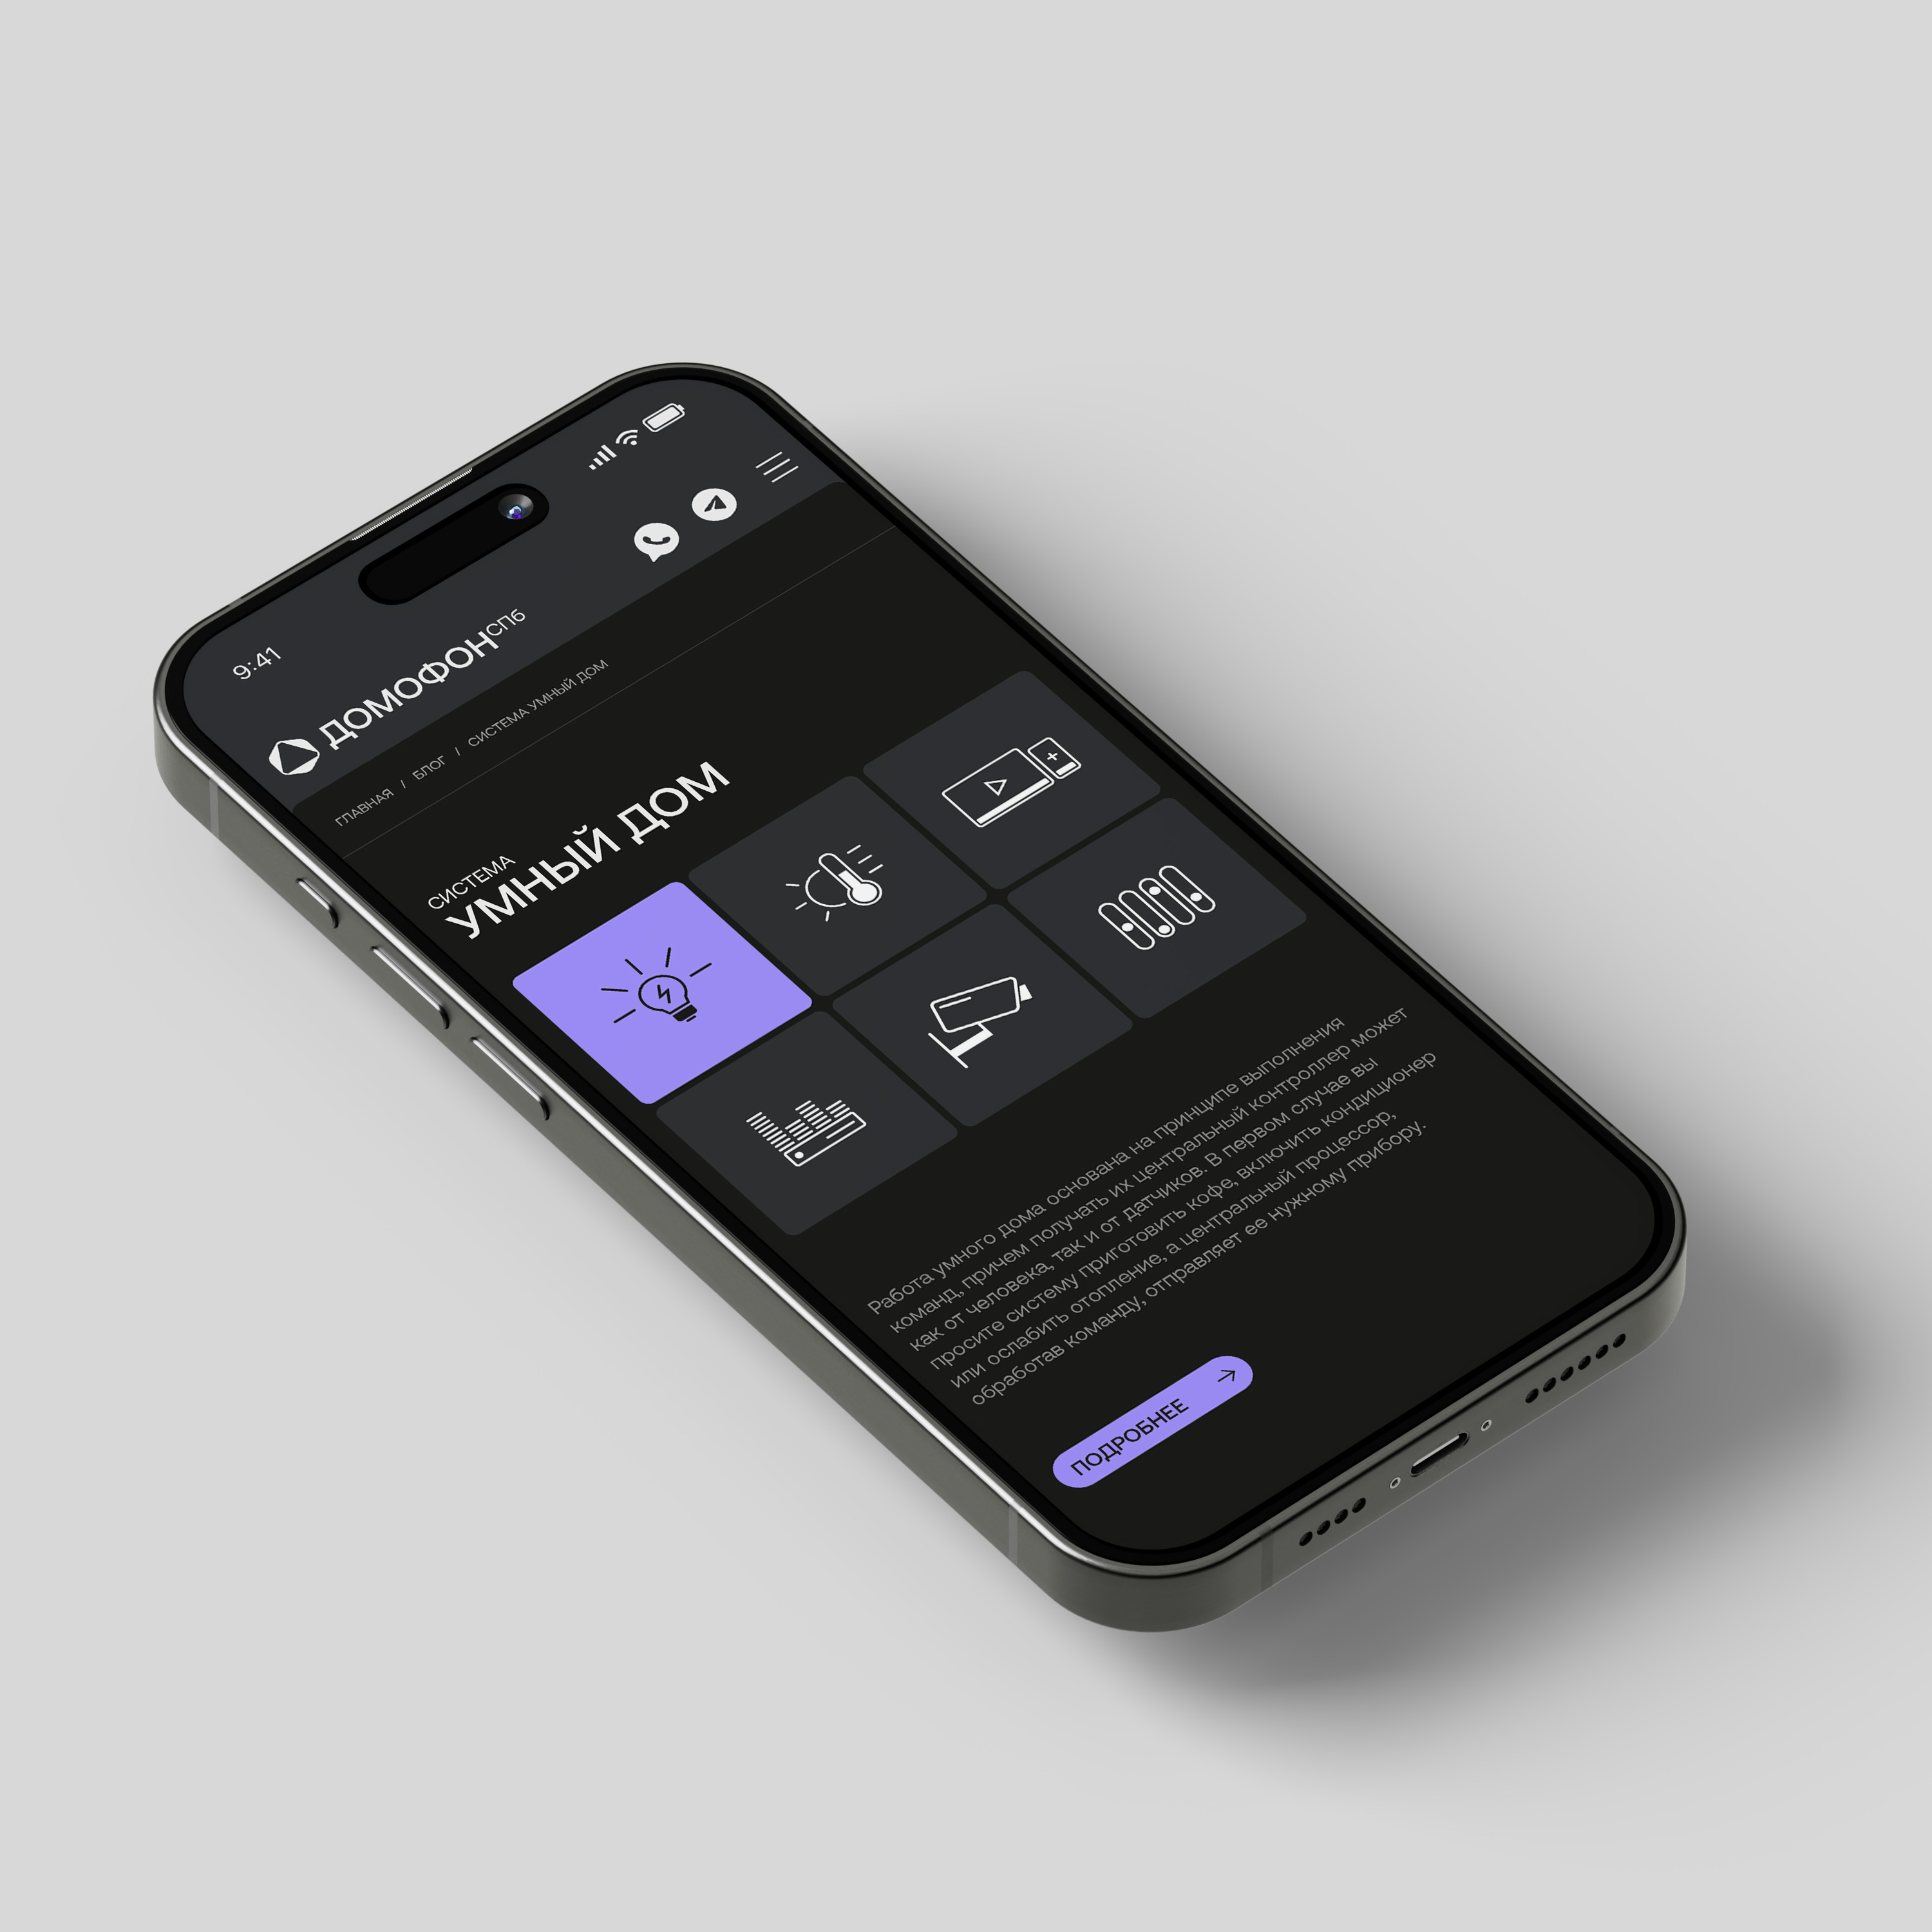 9:41
ДОМОФОНСПб
ГЛАВНАЯ / БЛОГ / СИСТЕМА УМНЫЙ ДОМ
СИСТЕМА
УМНЫЙ ДОМ
Работа умного дома основана на принципе выполнения
команд, причем получать их центральный контроллер может
как от человека, так и от датчиков. В первом случае вы
просите систему приготовить кофе, включить кондиционер
или ослабить отопление, а центральный процессор,
обработав команду, отправляет ее нужному прибору.
ПОДРОБНЕЕ